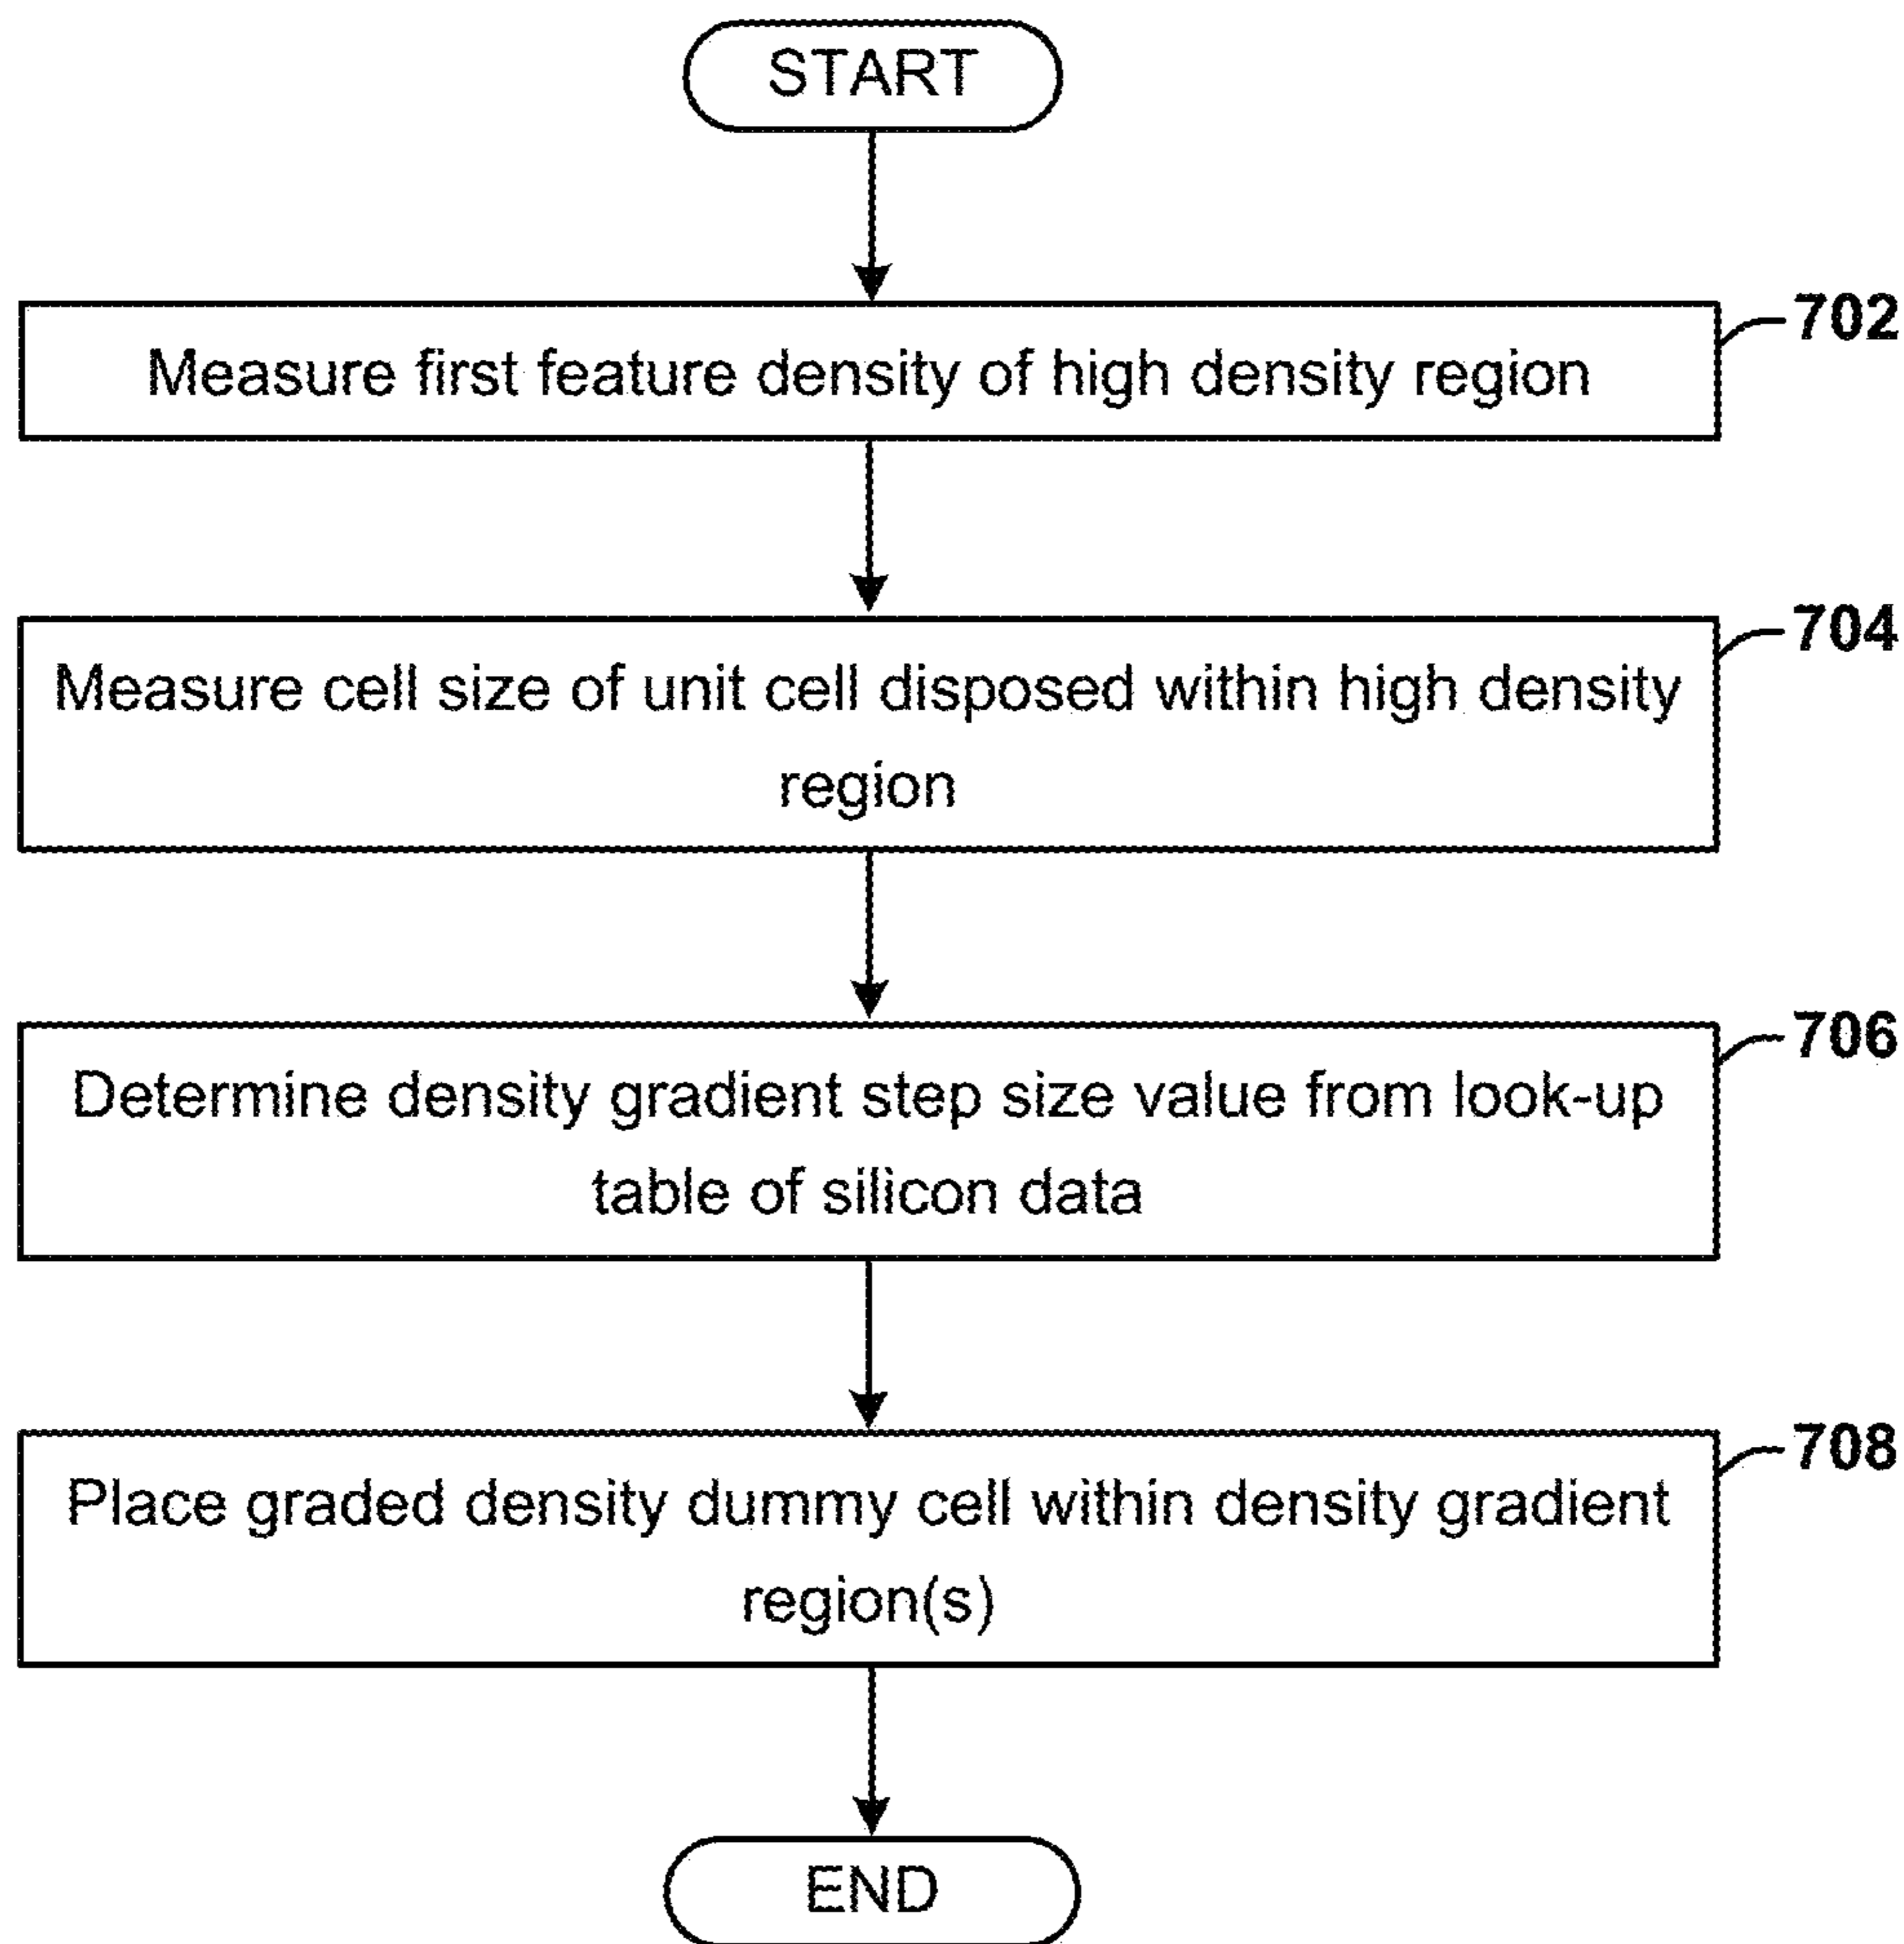 START
702
Measure first feature density of high density region
704
Measure cell size of unit cell disposed within high density
region
706
Determine density gradient step size value from look-up
table of silicon data
708
Place graded density dummy cell within density gradient
region(s)
END